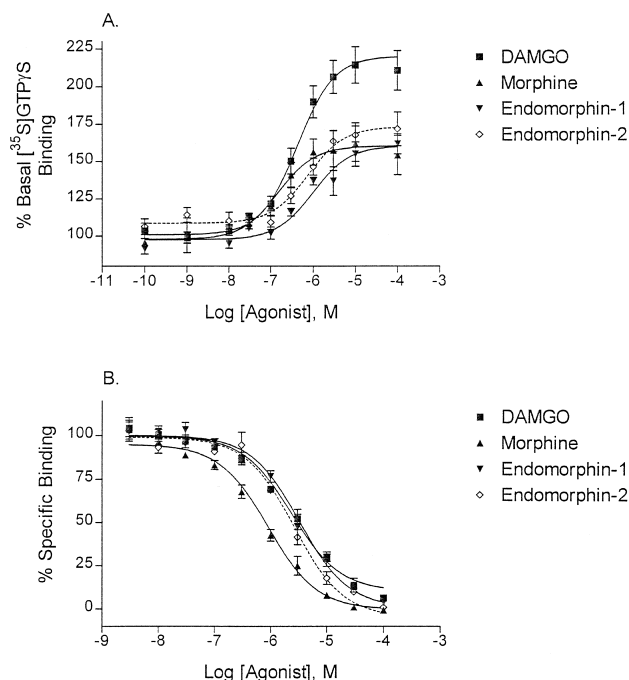 A.
% Basal [³⁵S]GTPγS
Binding
225
200
175
150
125
100
-11 -10 -9 -8 -7 -6 -5 -4 -3
Log [Agonist], M
DAMGO
Morphine
Endomorphin-1
Endomorphin-2
B.
% Specific Binding
100
75
50
25
0
-9 -8 -7 -6 -5 -4 -3
Log [Agonist], M
DAMGO
Morphine
Endomorphin-1
Endomorphin-2